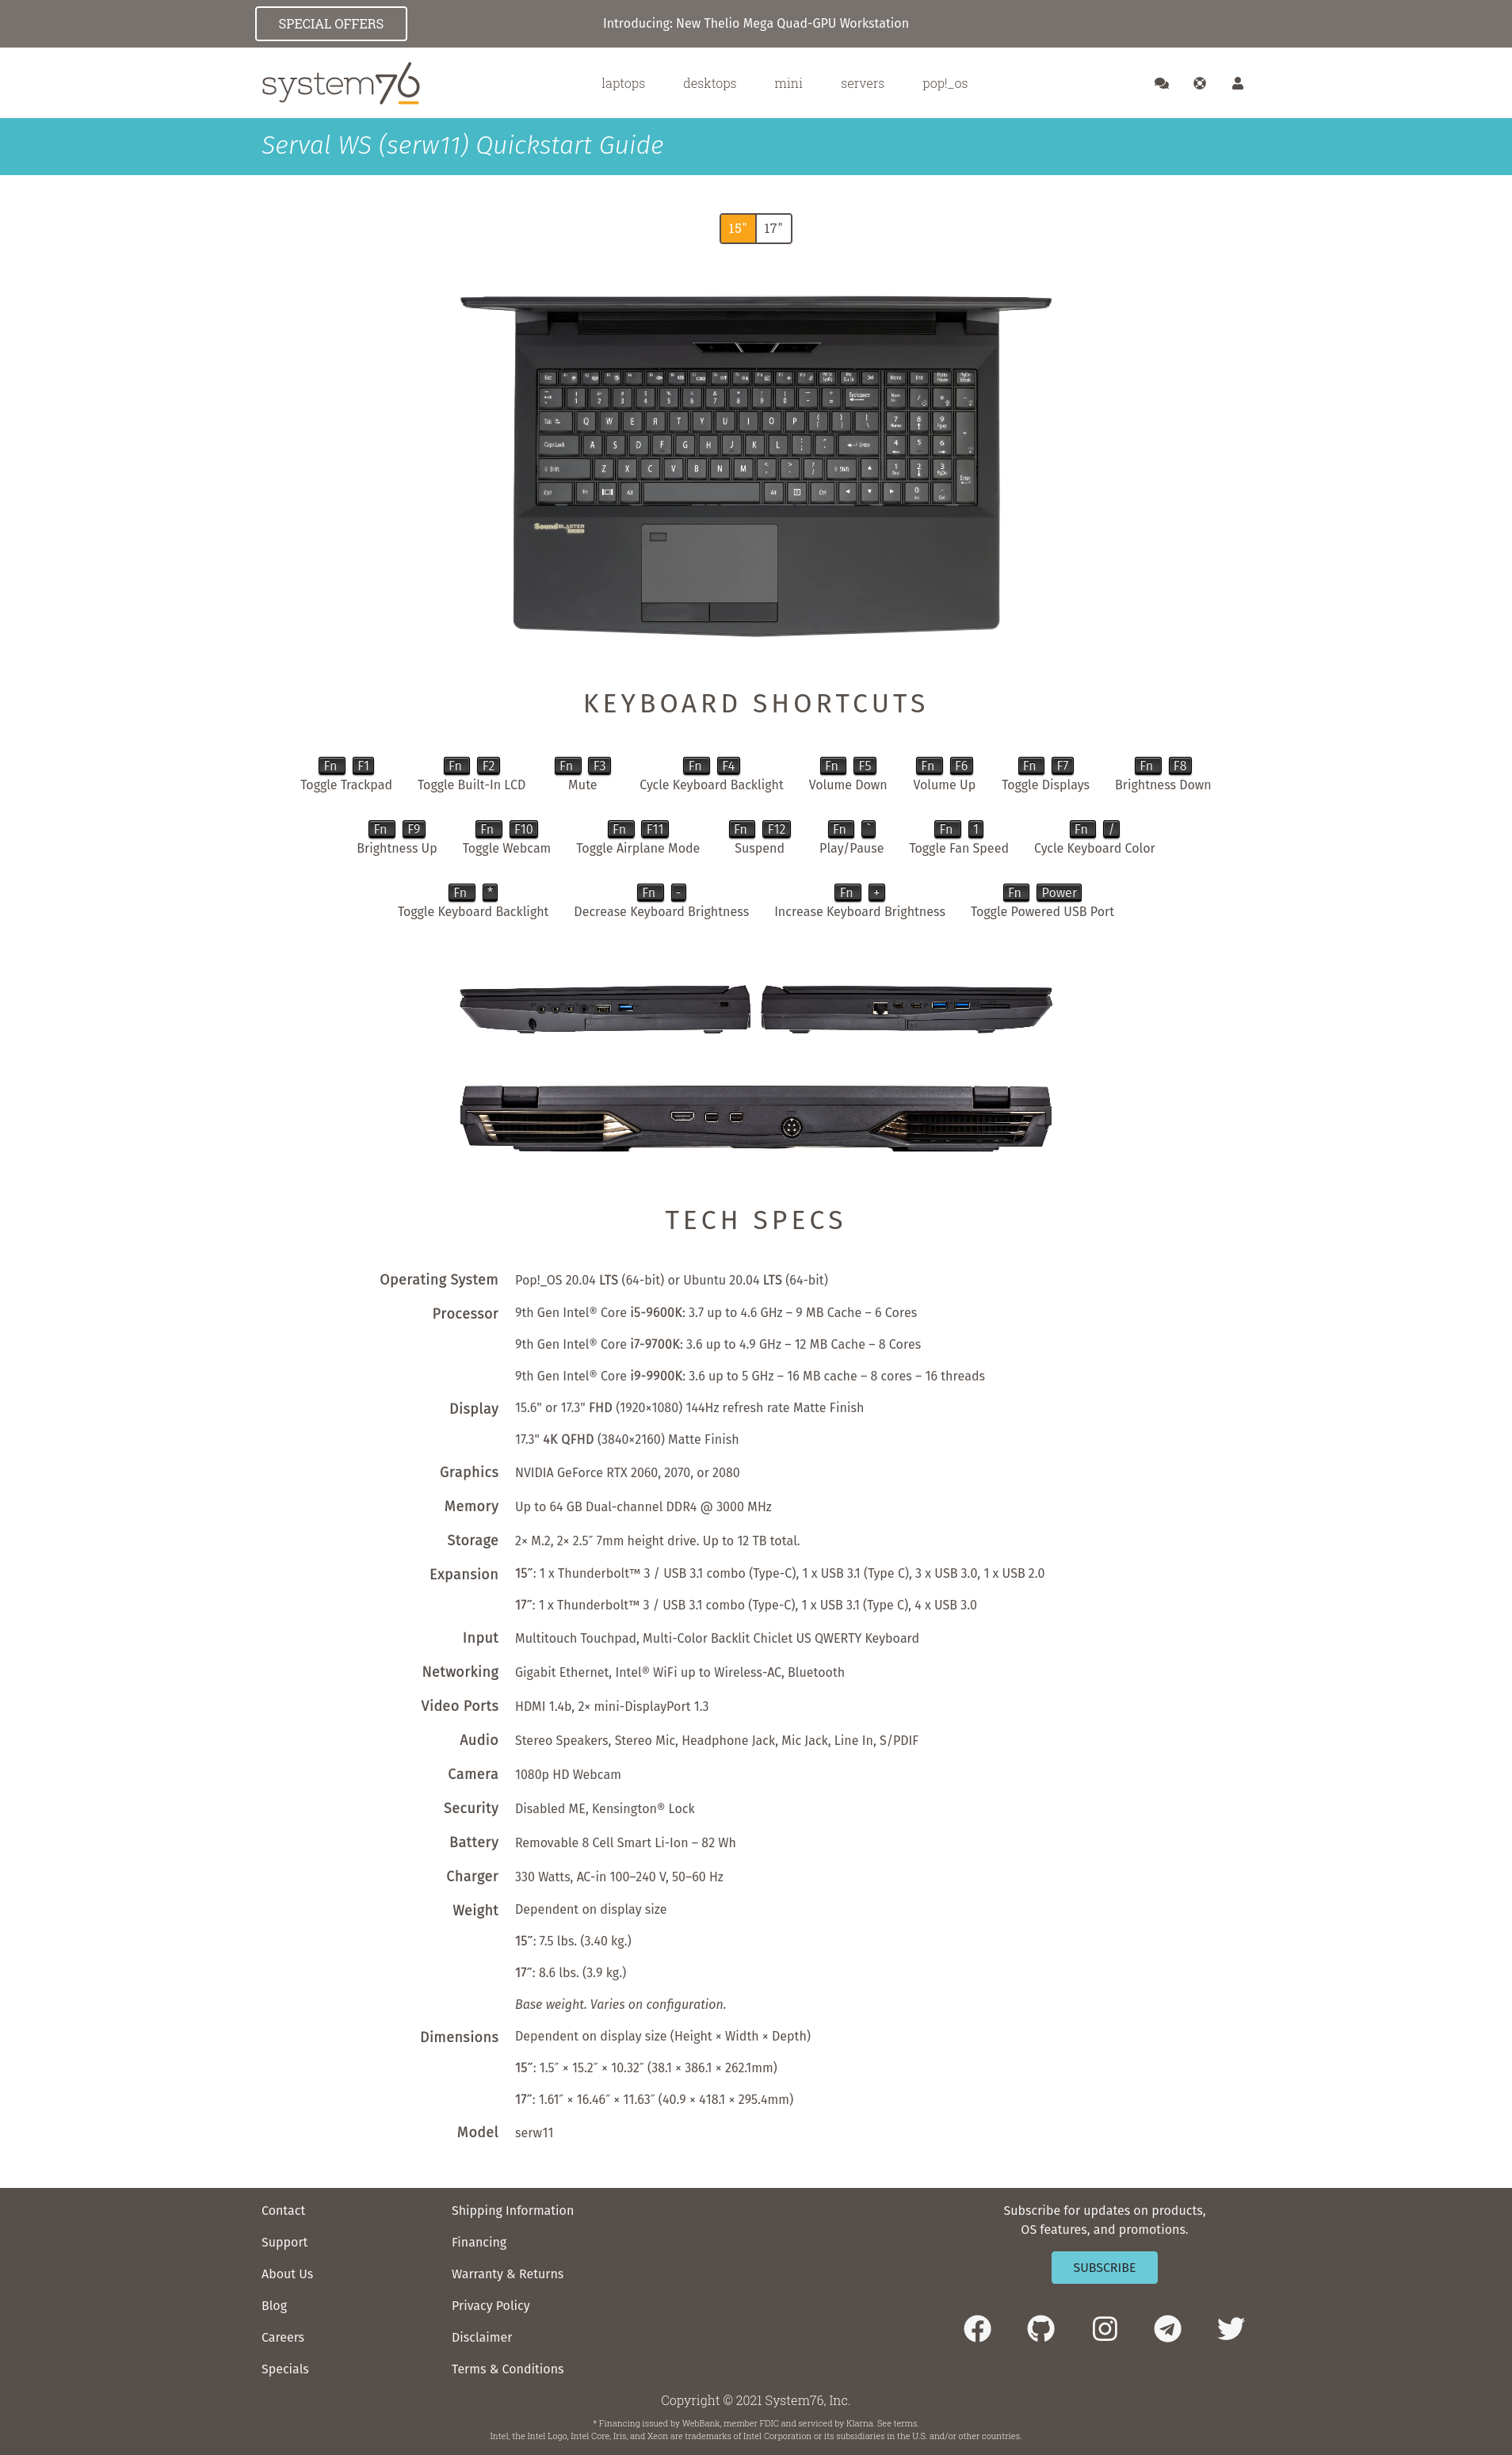 SPECIAL OFFERS
Introducing: New Thelio Mega Quad-GPU Workstation
system76
laptops desktops mini servers pop!_os
Serval WS (serw11) Quickstart Guide
15" 17"
KEYBOARD SHORTCUTS
Fn F1 Fn F2 Fn F3 Fn F4 Fn F5 Fn F6 Fn F7 Fn F8
Toggle Trackpad Toggle Built-In LCD Mute Cycle Keyboard Backlight Volume Down Volume Up Toggle Displays Brightness Down
Fn F9 Fn F10 Fn F11 Fn F12 Fn ` Fn 1 Fn /
Brightness Up Toggle Webcam Toggle Airplane Mode Suspend Play/Pause Toggle Fan Speed Cycle Keyboard Color
Fn * Fn - Fn + Fn Power
Toggle Keyboard Backlight Decrease Keyboard Brightness Increase Keyboard Brightness Toggle Powered USB Port
TECH SPECS
Operating System Pop!_OS 20.04 LTS (64-bit) or Ubuntu 20.04 LTS (64-bit)
Processor 9th Gen Intel® Core i5-9600K: 3.7 up to 4.6 GHz – 9 MB Cache – 6 Cores
9th Gen Intel® Core i7-9700K: 3.6 up to 4.9 GHz – 12 MB Cache – 8 Cores
9th Gen Intel® Core i9-9900K: 3.6 up to 5 GHz – 16 MB cache – 8 cores – 16 threads
Display 15.6" or 17.3" FHD (1920×1080) 144Hz refresh rate Matte Finish
17.3" 4K QFHD (3840×2160) Matte Finish
Graphics NVIDIA GeForce RTX 2060, 2070, or 2080
Memory Up to 64 GB Dual-channel DDR4 @ 3000 MHz
Storage 2× M.2, 2× 2.5″ 7mm height drive. Up to 12 TB total.
Expansion 15″: 1 x Thunderbolt™ 3 / USB 3.1 combo (Type-C), 1 x USB 3.1 (Type C), 3 x USB 3.0, 1 x USB 2.0
17″: 1 x Thunderbolt™ 3 / USB 3.1 combo (Type-C), 1 x USB 3.1 (Type C), 4 x USB 3.0
Input Multitouch Touchpad, Multi-Color Backlit Chiclet US QWERTY Keyboard
Networking Gigabit Ethernet, Intel® WiFi up to Wireless-AC, Bluetooth
Video Ports HDMI 1.4b, 2× mini-DisplayPort 1.3
Audio Stereo Speakers, Stereo Mic, Headphone Jack, Mic Jack, Line In, S/PDIF
Camera 1080p HD Webcam
Security Disabled ME, Kensington® Lock
Battery Removable 8 Cell Smart Li-Ion – 82 Wh
Charger 330 Watts, AC-in 100–240 V, 50–60 Hz
Weight Dependent on display size
15″: 7.5 lbs. (3.40 kg.)
17″: 8.6 lbs. (3.9 kg.)
Base weight. Varies on configuration.
Dimensions Dependent on display size (Height × Width × Depth)
15″: 1.5″ × 15.2″ × 10.32″ (38.1 × 386.1 × 262.1mm)
17″: 1.61″ × 16.46″ × 11.63″ (40.9 × 418.1 × 295.4mm)
Model serw11
Contact
Support
About Us
Blog
Careers
Specials
Shipping Information
Financing
Warranty & Returns
Privacy Policy
Disclaimer
Terms & Conditions
Subscribe for updates on products,
OS features, and promotions.
SUBSCRIBE
Copyright © 2021 System76, Inc.
* Financing issued by WebBank, member FDIC and serviced by Klarna. See terms.
Intel, the Intel Logo, Intel Core, Iris, and Xeon are trademarks of Intel Corporation or its subsidiaries in the U.S. and/or other countries.